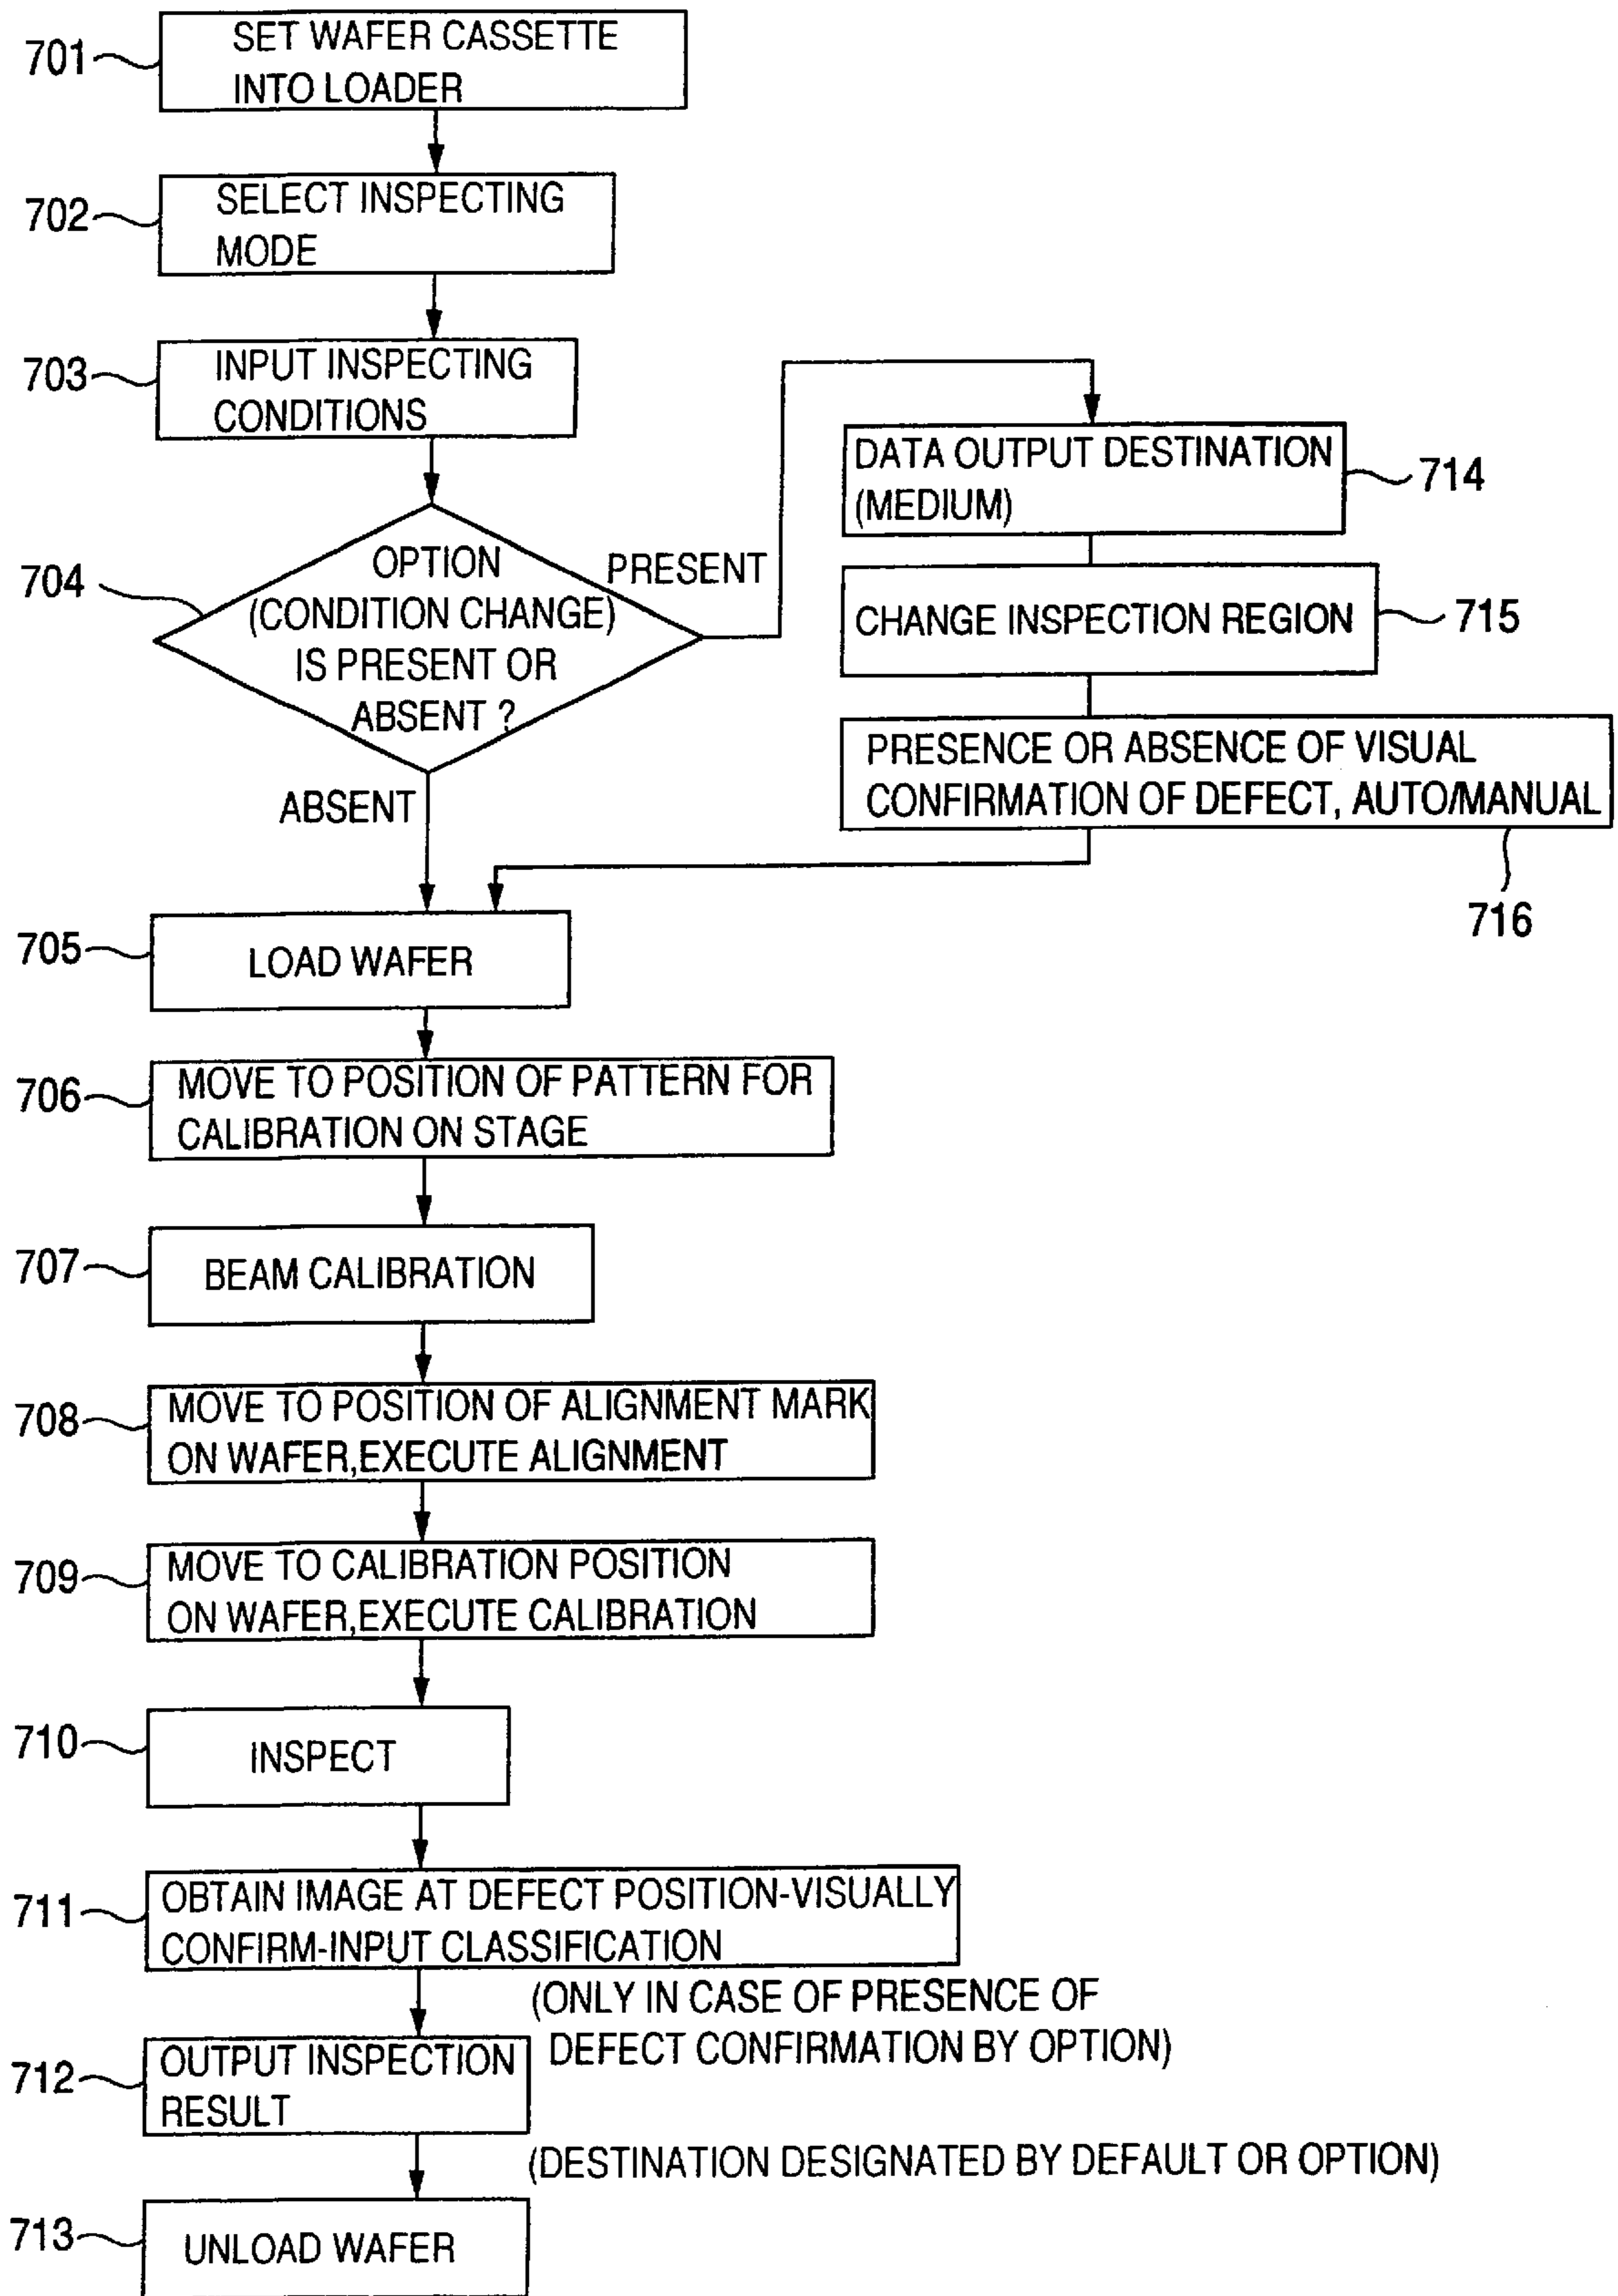 701
SET WAFER CASSETTE
INTO LOADER
702
SELECT INSPECTING
MODE
703
INPUT INSPECTING
CONDITIONS
704
OPTION
(CONDITION CHANGE)
IS PRESENT OR
ABSENT ?
PRESENT
ABSENT
DATA OUTPUT DESTINATION
(MEDIUM)
714
CHANGE INSPECTION REGION
715
PRESENCE OR ABSENCE OF VISUAL
CONFIRMATION OF DEFECT, AUTO/MANUAL
716
705
LOAD WAFER
706
MOVE TO POSITION OF PATTERN FOR
CALIBRATION ON STAGE
707
BEAM CALIBRATION
708
MOVE TO POSITION OF ALIGNMENT MARK
ON WAFER,EXECUTE ALIGNMENT
709
MOVE TO CALIBRATION POSITION
ON WAFER,EXECUTE CALIBRATION
710
INSPECT
711
OBTAIN IMAGE AT DEFECT POSITION-VISUALLY
CONFIRM-INPUT CLASSIFICATION
(ONLY IN CASE OF PRESENCE OF
DEFECT CONFIRMATION BY OPTION)
712
OUTPUT INSPECTION
RESULT
(DESTINATION DESIGNATED BY DEFAULT OR OPTION)
713
UNLOAD WAFER